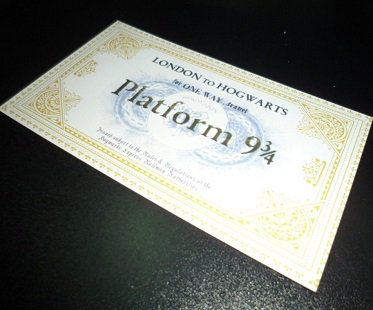 LONDON TO HOGWARTS
for ONE WAY travel
Platform 9¾
Issued subject to the Rules & Regulations of the
Hogwarts Express Railway Authorities